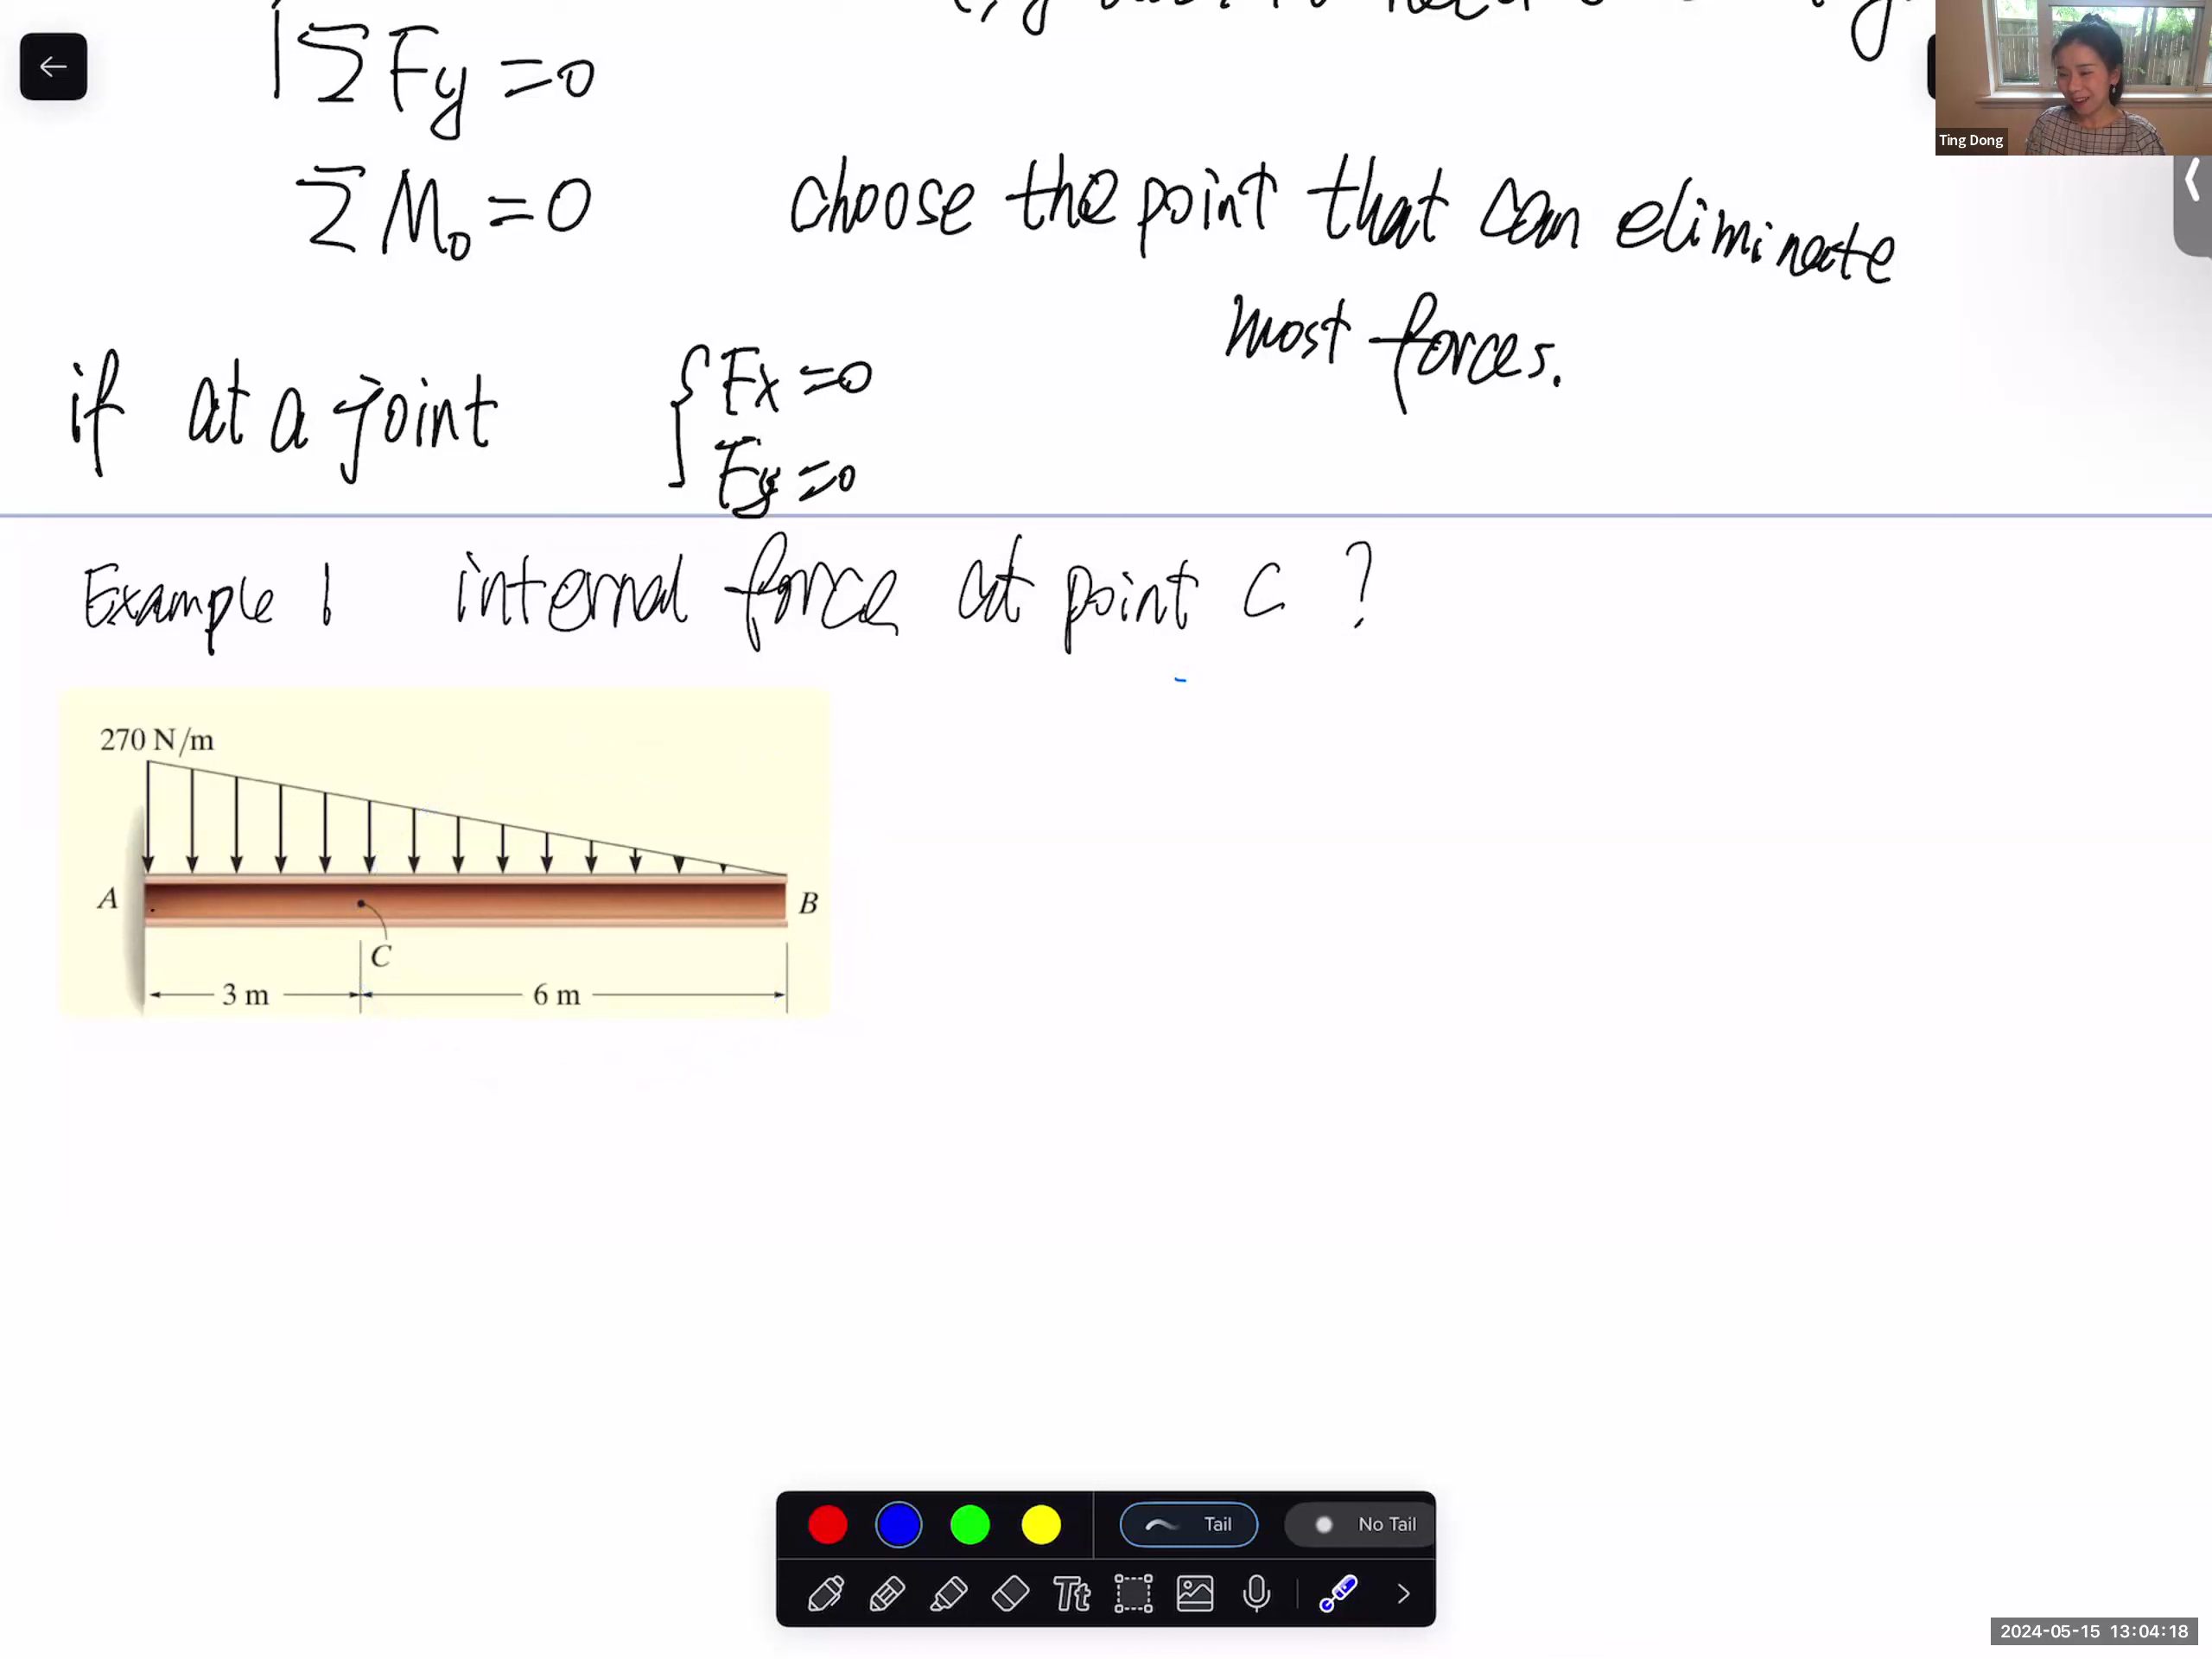 ΣFy=0
Ting Dong
ΣMo=0 choose the point that can eliminate
most forces.
if at a joint { Fx=0
Fy=0
Example 1 internal force at point C ?
270 N/m
A
B
C
3 m
6 m
Tail
No Tail
Tt
2024-05-15 13:04:18